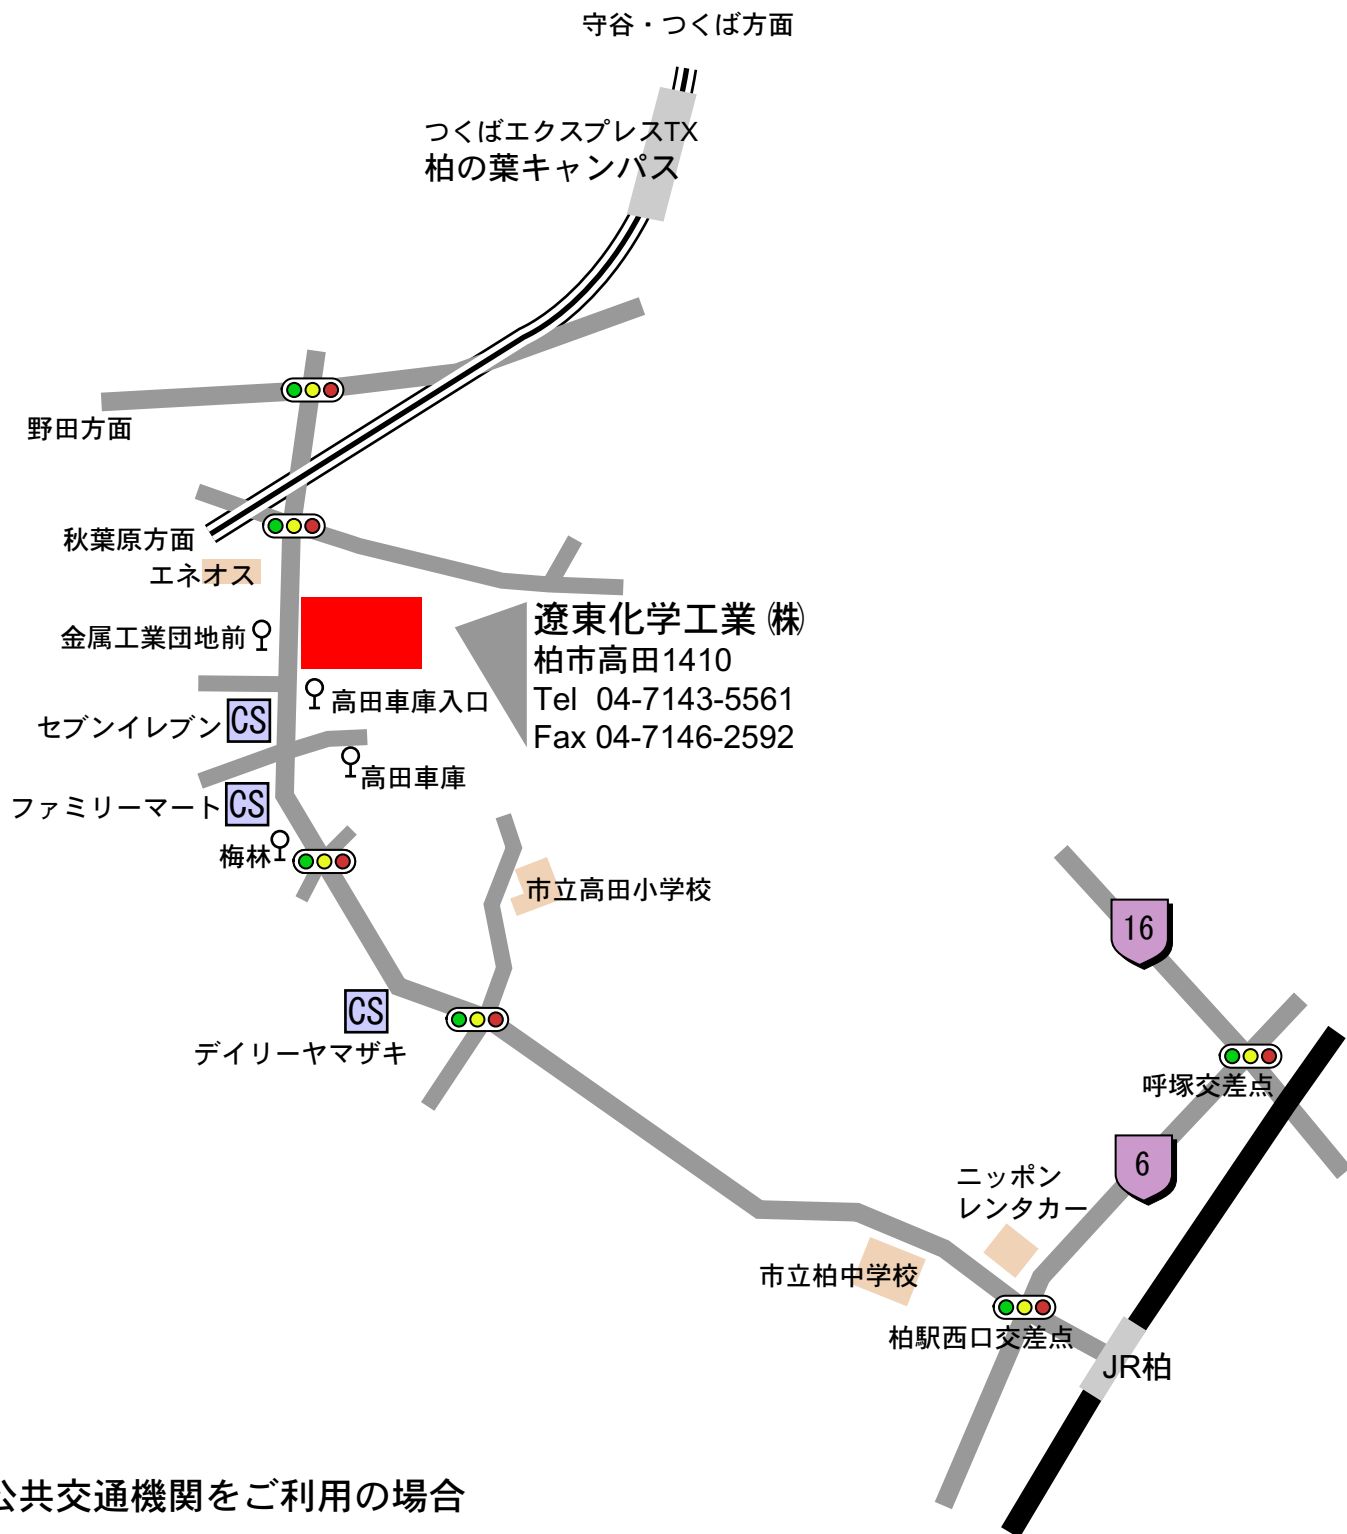 守谷・つくば方面
つくばエクスプレスTX
柏の葉キャンパス
野田方面
秋葉原方面
エネオス
金属工業団地前
遼東化学工業 ㈱
柏市高田1410
Tel 04-7143-5561
Fax 04-7146-2592
高田車庫入口
セブンイレブン
CS
高田車庫
ファミリーマート
CS
梅林
市立高田小学校
16
CS
デイリーヤマザキ
呼塚交差点
6
ニッポン
レンタカー
市立柏中学校
柏駅西口交差点
JR柏
公共交通機関をご利用の場合